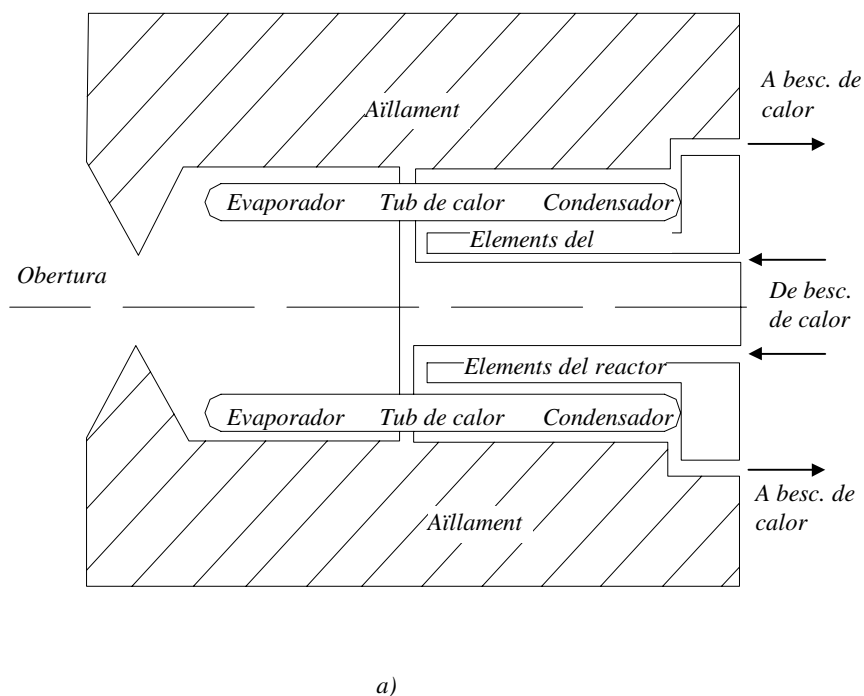 A besc. de
calor
Aïllament
Evaporador Tub de calor Condensador
Elements del
Obertura
De besc.
de calor
Elements del reactor
Evaporador Tub de calor Condensador
A besc. de
calor
Aïllament
a)